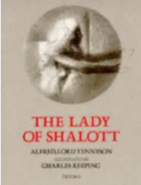 THE LADY
OF SHALOTT
ALFRED, LORD TENNYSON
ILLUSTRATED BY
CHARLES KEEPING